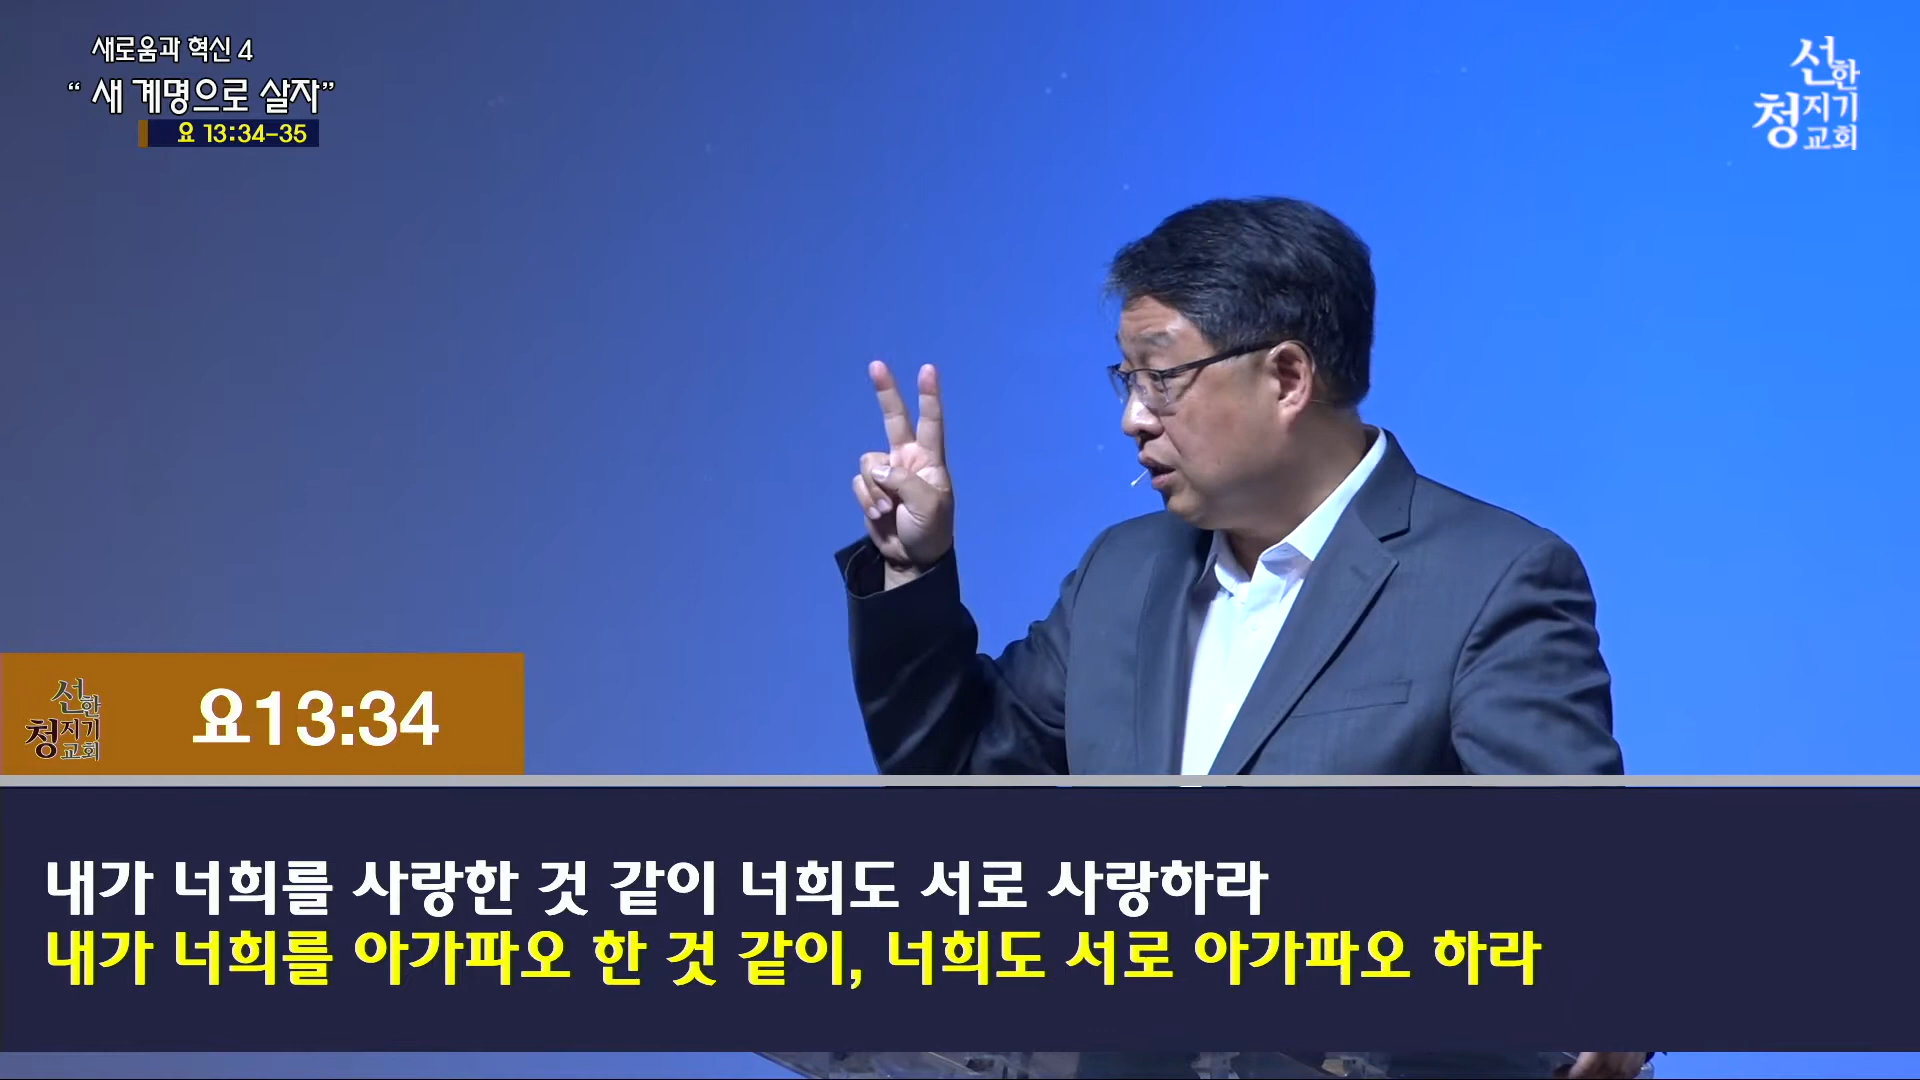 새로움과 혁신 4
“ 새 계명으로 살자”
요 13:34-35
선한
청지기
교회
선한
청지기
교회
요13:34
내가 너희를 사랑한 것 같이 너희도 서로 사랑하라
내가 너희를 아가파오 한 것 같이, 너희도 서로 아가파오 하라